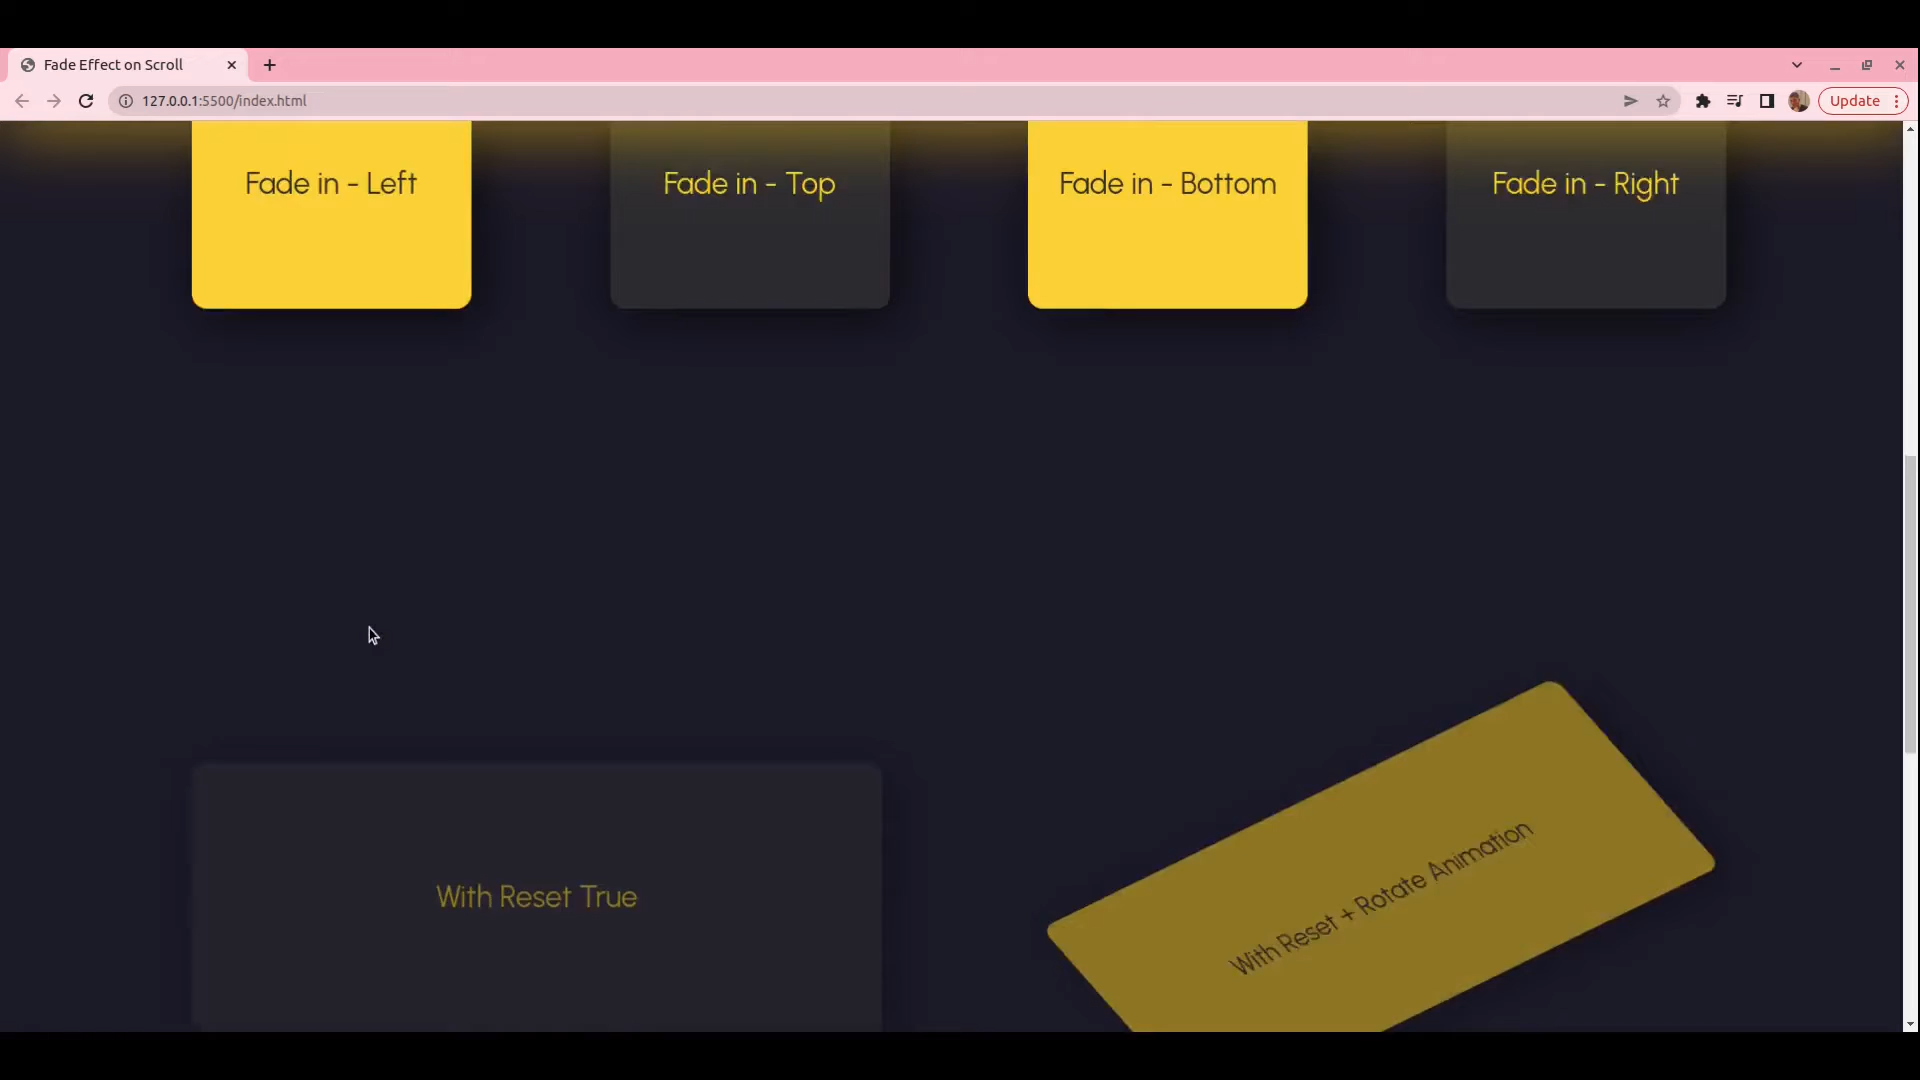 Fade Effect on Scroll
127.0.0.1:5500/index.html
Update
Fade in - Left
Fade in - Top
Fade in - Bottom
Fade in - Right
With Reset True
With Reset + Rotate Animation